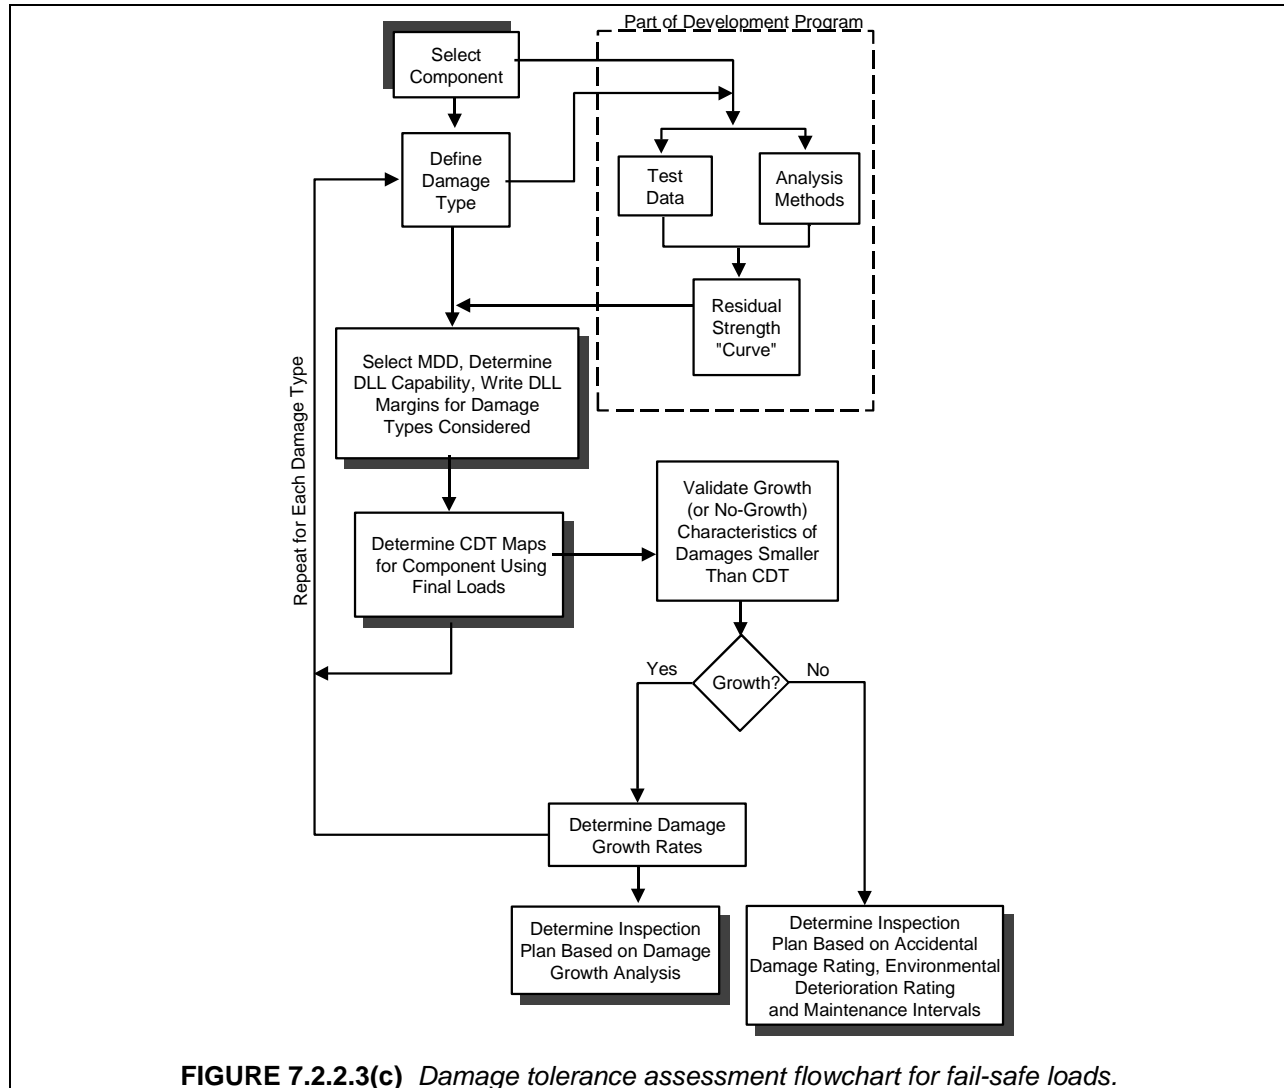 Part of Development Program
Select
Component
Define
Damage
Type
Test
Data
Analysis
Methods
Residual
Strength
"Curve"
Select MDD, Determine
DLL Capability, Write DLL
Margins for Damage
Types Considered
Repeat for Each Damage Type
Determine CDT Maps
for Component Using
Final Loads
Validate Growth
(or No-Growth)
Characteristics of
Damages Smaller
Than CDT
Growth?
Yes
No
Determine Damage
Growth Rates
Determine Inspection
Plan Based on Damage
Growth Analysis
Determine Inspection
Plan Based on Accidental
Damage Rating, Environmental
Deterioration Rating
and Maintenance Intervals
FIGURE 7.2.2.3(c) Damage tolerance assessment flowchart for fail-safe loads.